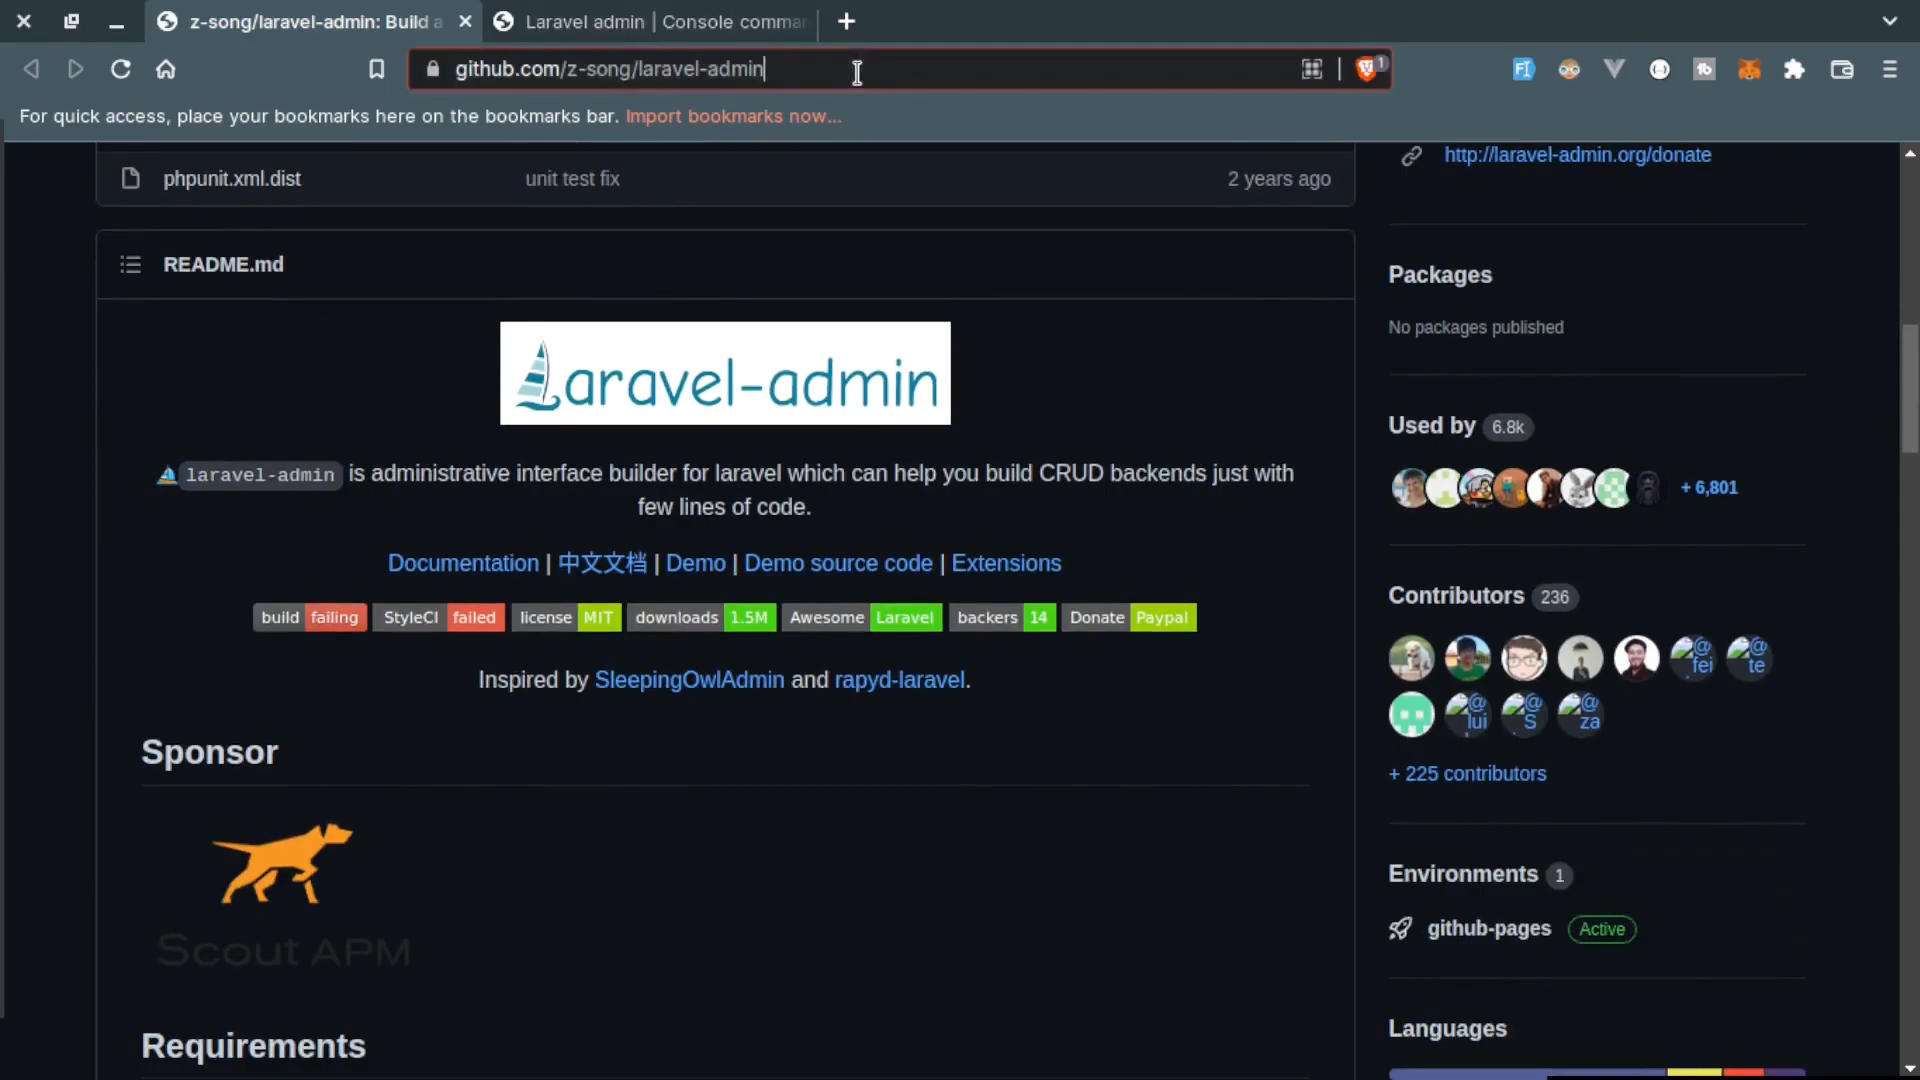 z-song/laravel-admin: Build a
Laravel admin | Console comma
github.com/z-song/laravel-admin
1
For quick access, place your bookmarks here on the bookmarks bar. Import bookmarks now...
http://laravel-admin.org/donate
phpunit.xml.dist unit test fix 2 years ago
README.md
Laravel-admin
laravel-admin is administrative interface builder for laravel which can help you build CRUD backends just with
few lines of code.
Documentation | 中文文档 | Demo | Demo source code | Extensions
build failing StyleCI failed license MIT downloads 1.5M Awesome Laravel backers 14 Donate Paypal
Inspired by SleepingOwlAdmin and rapyd-laravel.
Sponsor
Scout APM
Requirements
Packages
No packages published
Used by 6.8k
+ 6,801
Contributors 236
@fei
@te
@lui
@S
@za
+ 225 contributors
Environments 1
github-pages Active
Languages